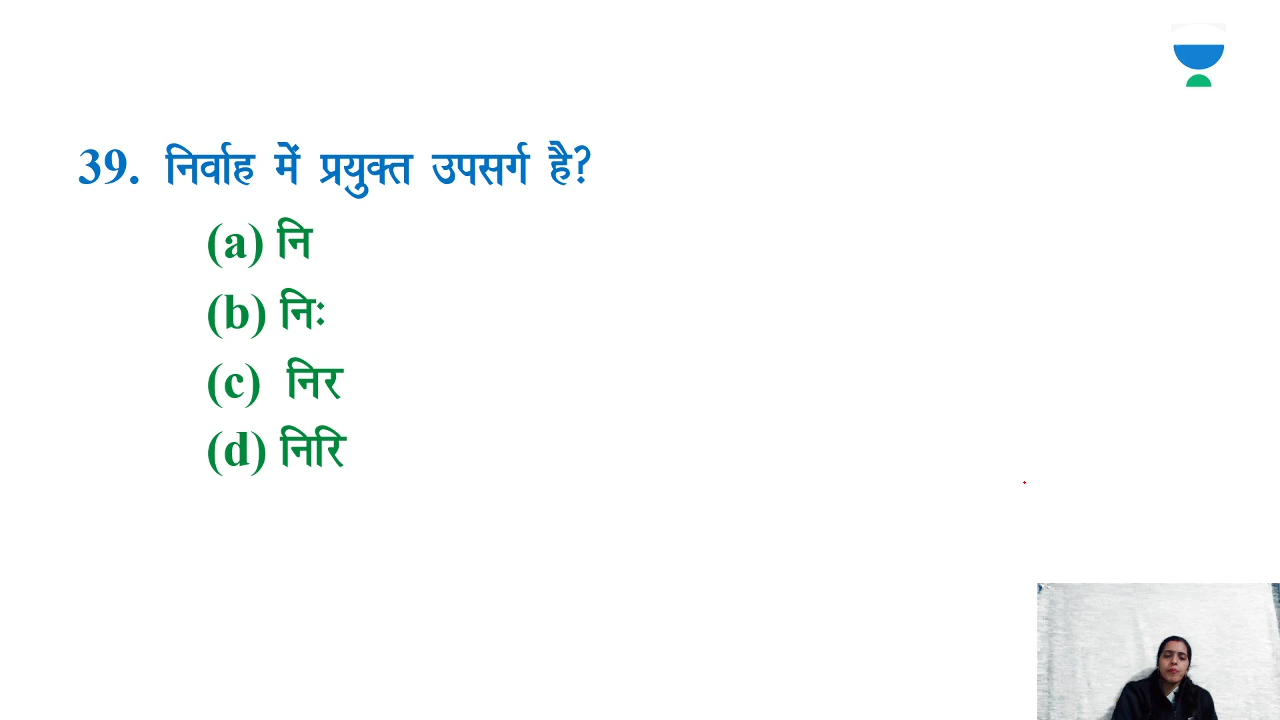 39. निर्वाह में प्रयुक्त उपसर्ग है?
(a) नि
(b) निः
(c) निर
(d) निरि